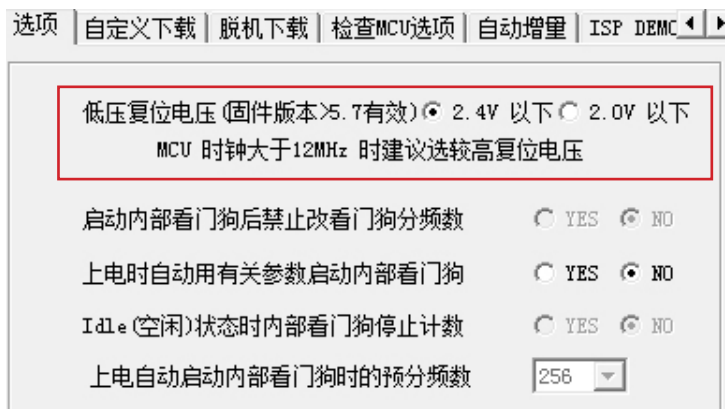 选项 自定义下载 脱机下载 检查MCU选项 自动增量 ISP DEMO
低压复位电压(固件版本>5.7有效) 2.4V 以下 2.0V 以下
MCU 时钟大于12MHz 时建议选较高复位电压
启动内部看门狗后禁止改看门狗分频数 YES NO
上电时自动用有关参数启动内部看门狗 YES NO
Idle(空闲)状态时内部看门狗停止计数 YES NO
上电自动启动内部看门狗时的预分频数 256